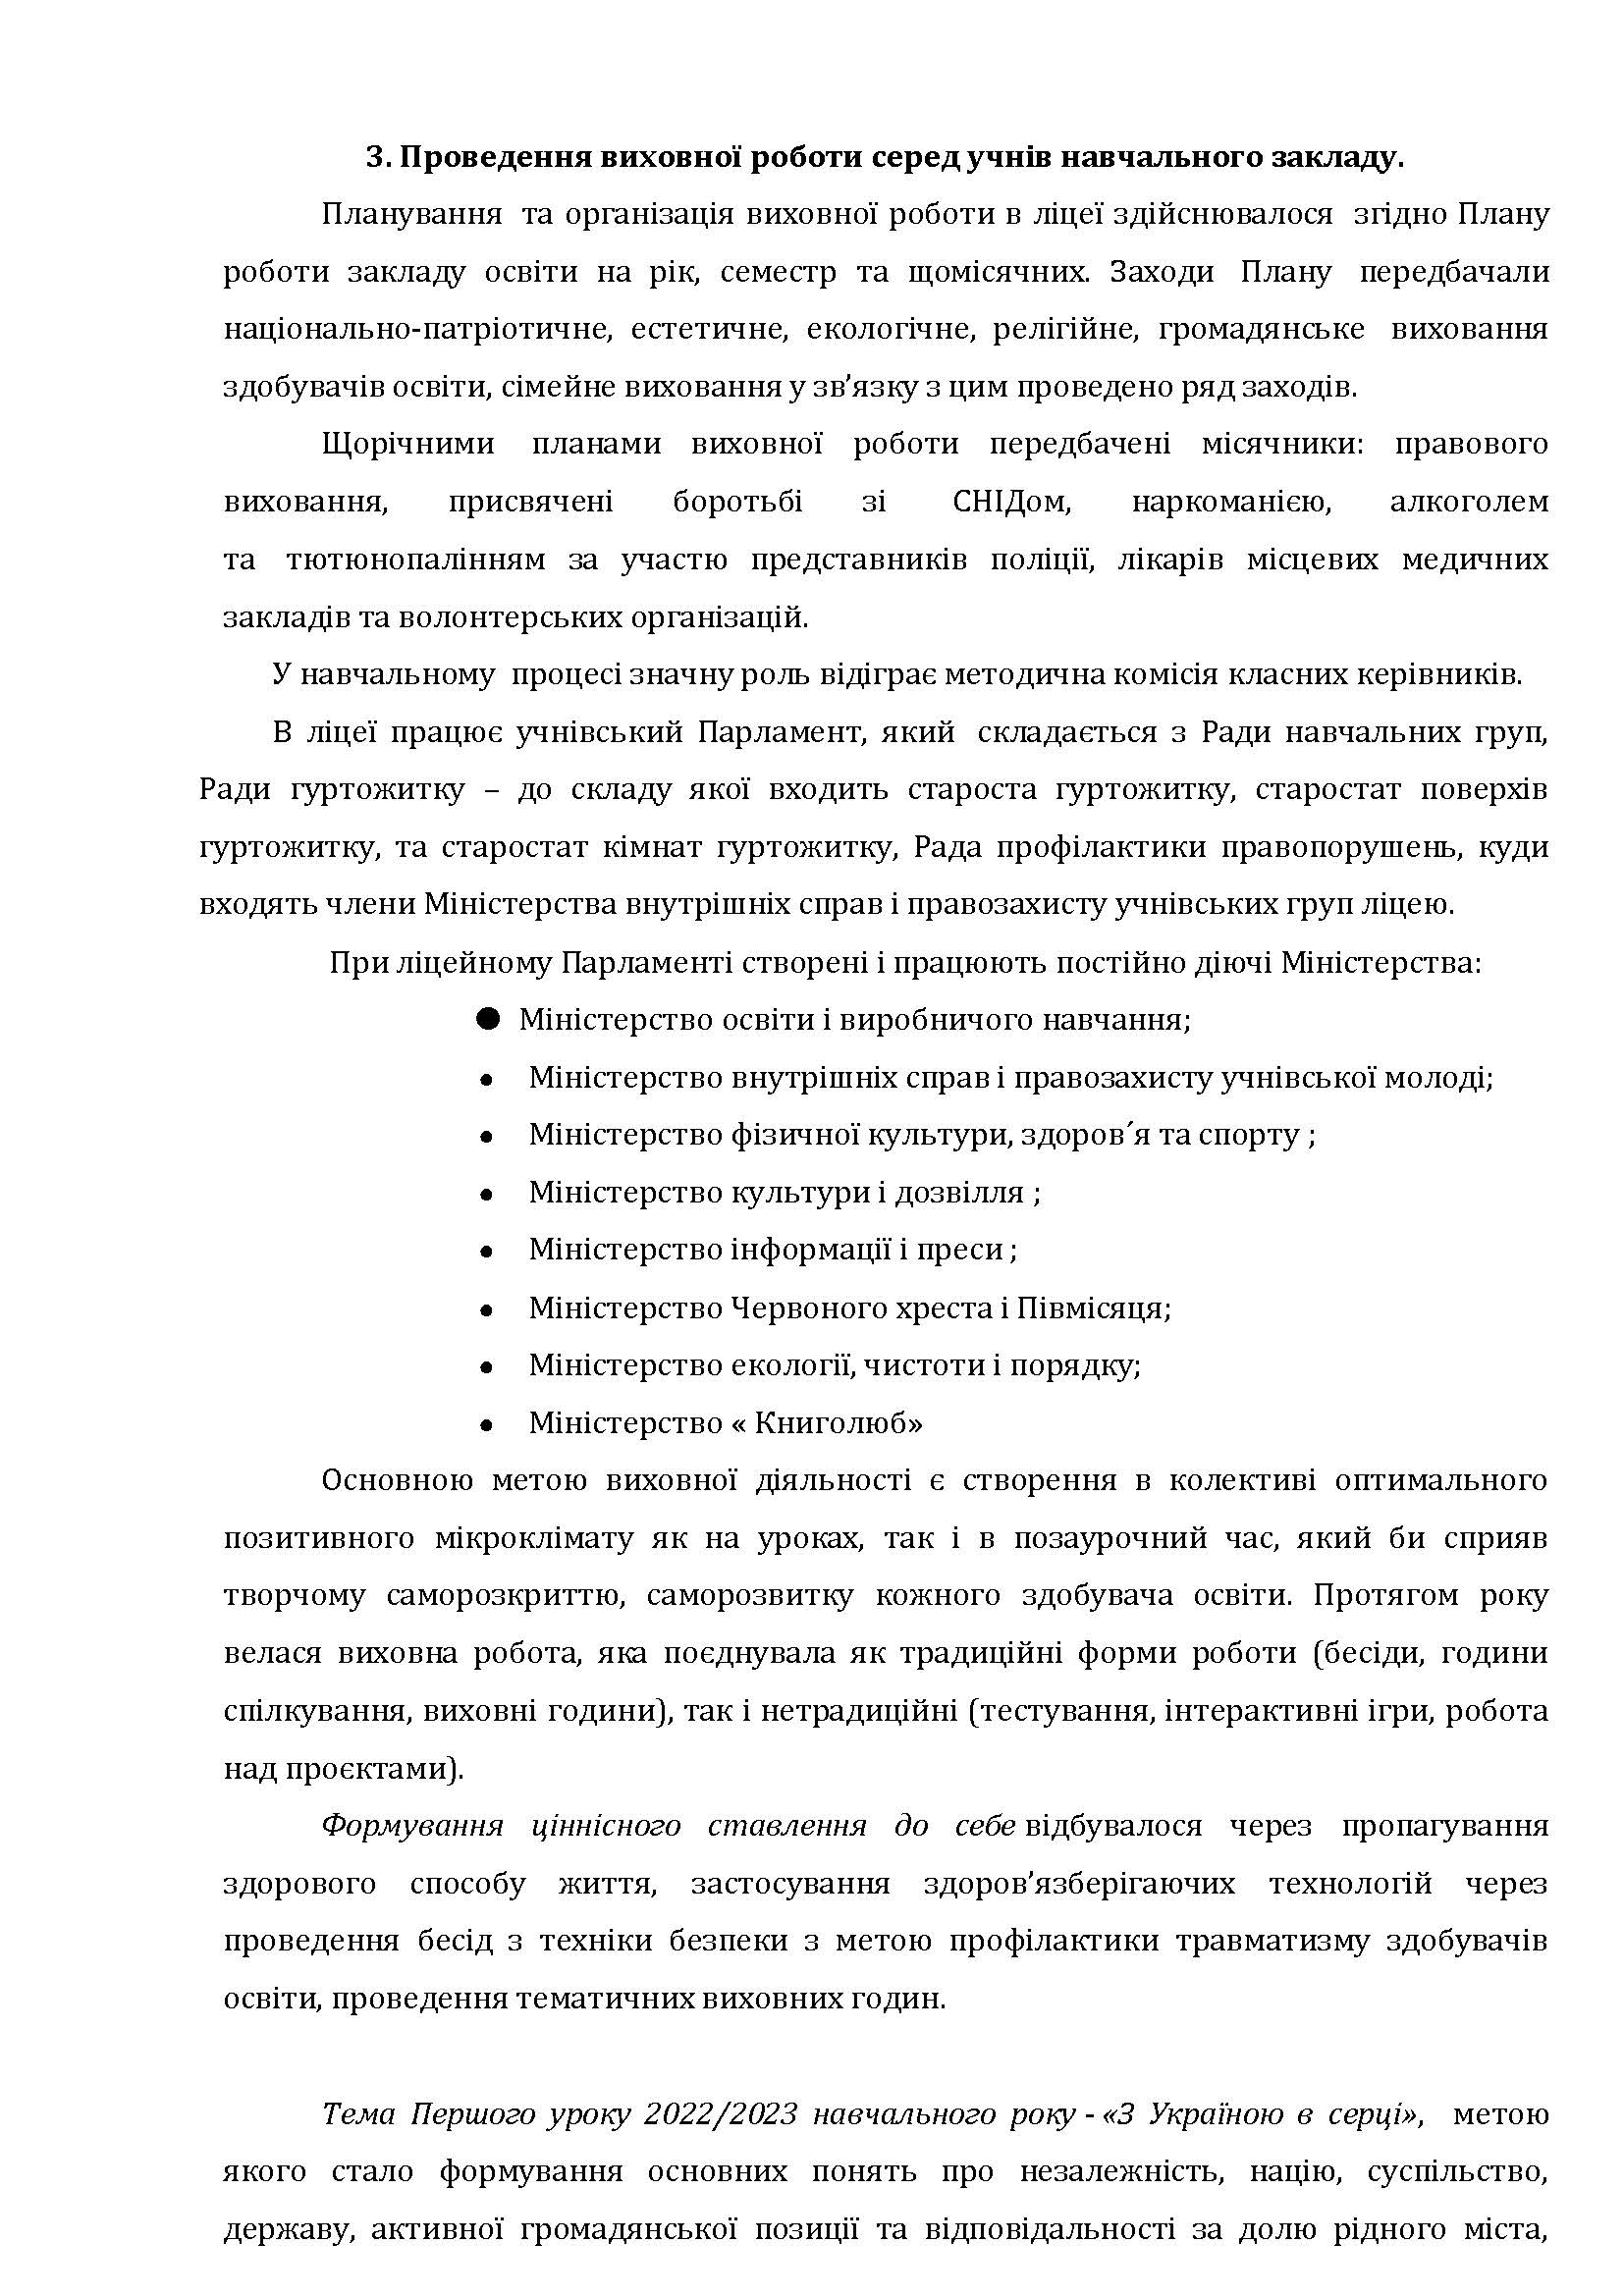 3. Проведення виховної роботи серед учнів навчального закладу.
Планування та організація виховної роботи в ліцеї здійснювалося згідно Плану
роботи закладу освіти на рік, семестр та щомісячних. Заходи Плану передбачали
національно-патріотичне, естетичне, екологічне, релігійне, громадянське виховання
здобувачів освіти, сімейне виховання у зв’язку з цим проведено ряд заходів.
Щорічними планами виховної роботи передбачені місячники: правового
виховання, присвячені боротьбі зі СНІДом, наркоманією, алкоголем
та тютюнопалінням за участю представників поліції, лікарів місцевих медичних
закладів та волонтерських організацій.
У навчальному процесі значну роль відіграє методична комісія класних керівників.
В ліцеї працює учнівський Парламент, який складається з Ради навчальних груп,
Ради гуртожитку – до складу якої входить староста гуртожитку, старостат поверхів
гуртожитку, та старостат кімнат гуртожитку, Рада профілактики правопорушень, куди
входять члени Міністерства внутрішніх справ і правозахисту учнівських груп ліцею.
При ліцейному Парламенті створені і працюють постійно діючі Міністерства:
● Міністерство освіти і виробничого навчання;
• Міністерство внутрішніх справ і правозахисту учнівської молоді;
• Міністерство фізичної культури, здоров´я та спорту ;
• Міністерство культури і дозвілля ;
• Міністерство інформації і преси ;
• Міністерство Червоного хреста і Півмісяця;
• Міністерство екології, чистоти і порядку;
• Міністерство « Книголюб»
Основною метою виховної діяльності є створення в колективі оптимального
позитивного мікроклімату як на уроках, так і в позаурочний час, який би сприяв
творчому саморозкриттю, саморозвитку кожного здобувача освіти. Протягом року
велася виховна робота, яка поєднувала як традиційні форми роботи (бесіди, години
спілкування, виховні години), так і нетрадиційні (тестування, інтерактивні ігри, робота
над проєктами).
Формування ціннісного ставлення до себе відбувалося через пропагування
здорового способу життя, застосування здоров’язберігаючих технологій через
проведення бесід з техніки безпеки з метою профілактики травматизму здобувачів
освіти, проведення тематичних виховних годин.
Тема Першого уроку 2022/2023 навчального року - «З Україною в серці», метою
якого стало формування основних понять про незалежність, націю, суспільство,
державу, активної громадянської позиції та відповідальності за долю рідного міста,